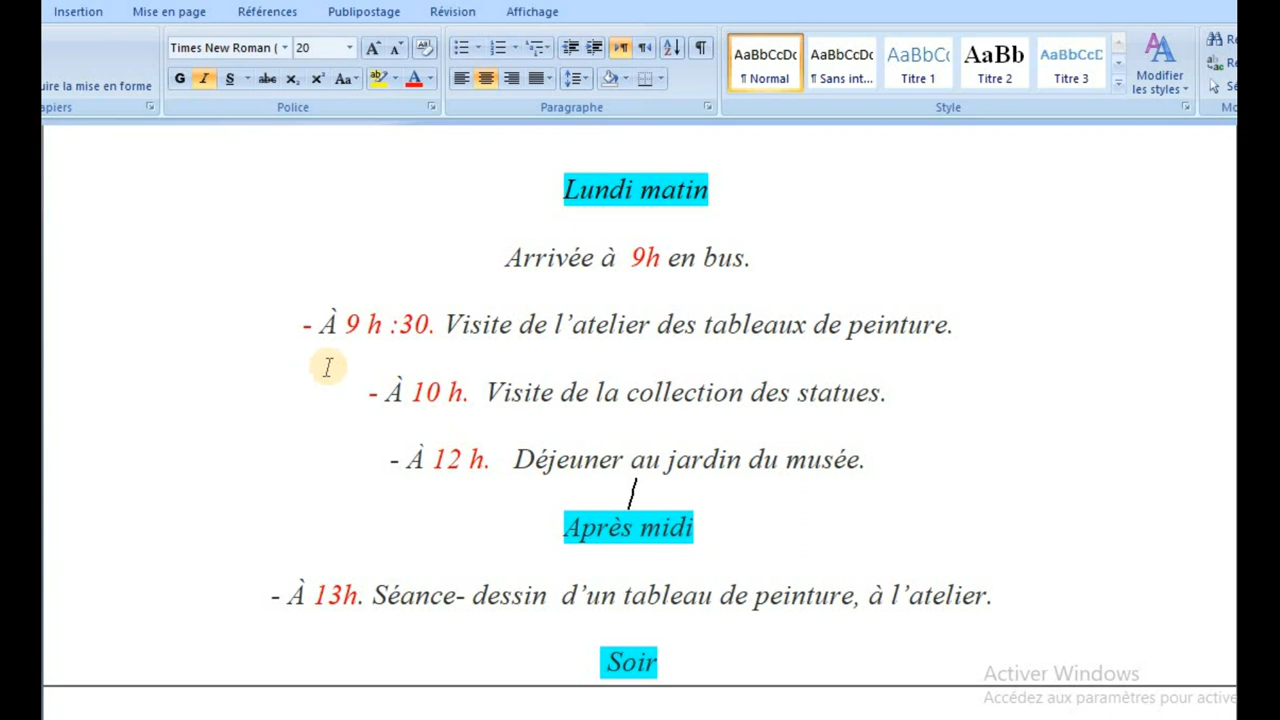 Insertion Mise en page Références Publipostage Révision Affichage
Times New Roman ( 20
G I S abc X₂ X² Aa
AaBbCcDc AaBbCcDc AaBbCc AaBb AaBbCcD
¶ Normal ¶ Sans int... Titre 1 Titre 2 Titre 3
Modifier
les styles
uire la mise en forme
apiers Police Paragraphe Style
Lundi matin
Arrivée à 9h en bus.
- À 9 h :30. Visite de l’atelier des tableaux de peinture.
- À 10 h. Visite de la collection des statues.
- À 12 h. Déjeuner au jardin du musée.
Après midi
- À 13h. Séance- dessin d’un tableau de peinture, à l’atelier.
Soir
Activer Windows
Accédez aux paramètres pour active